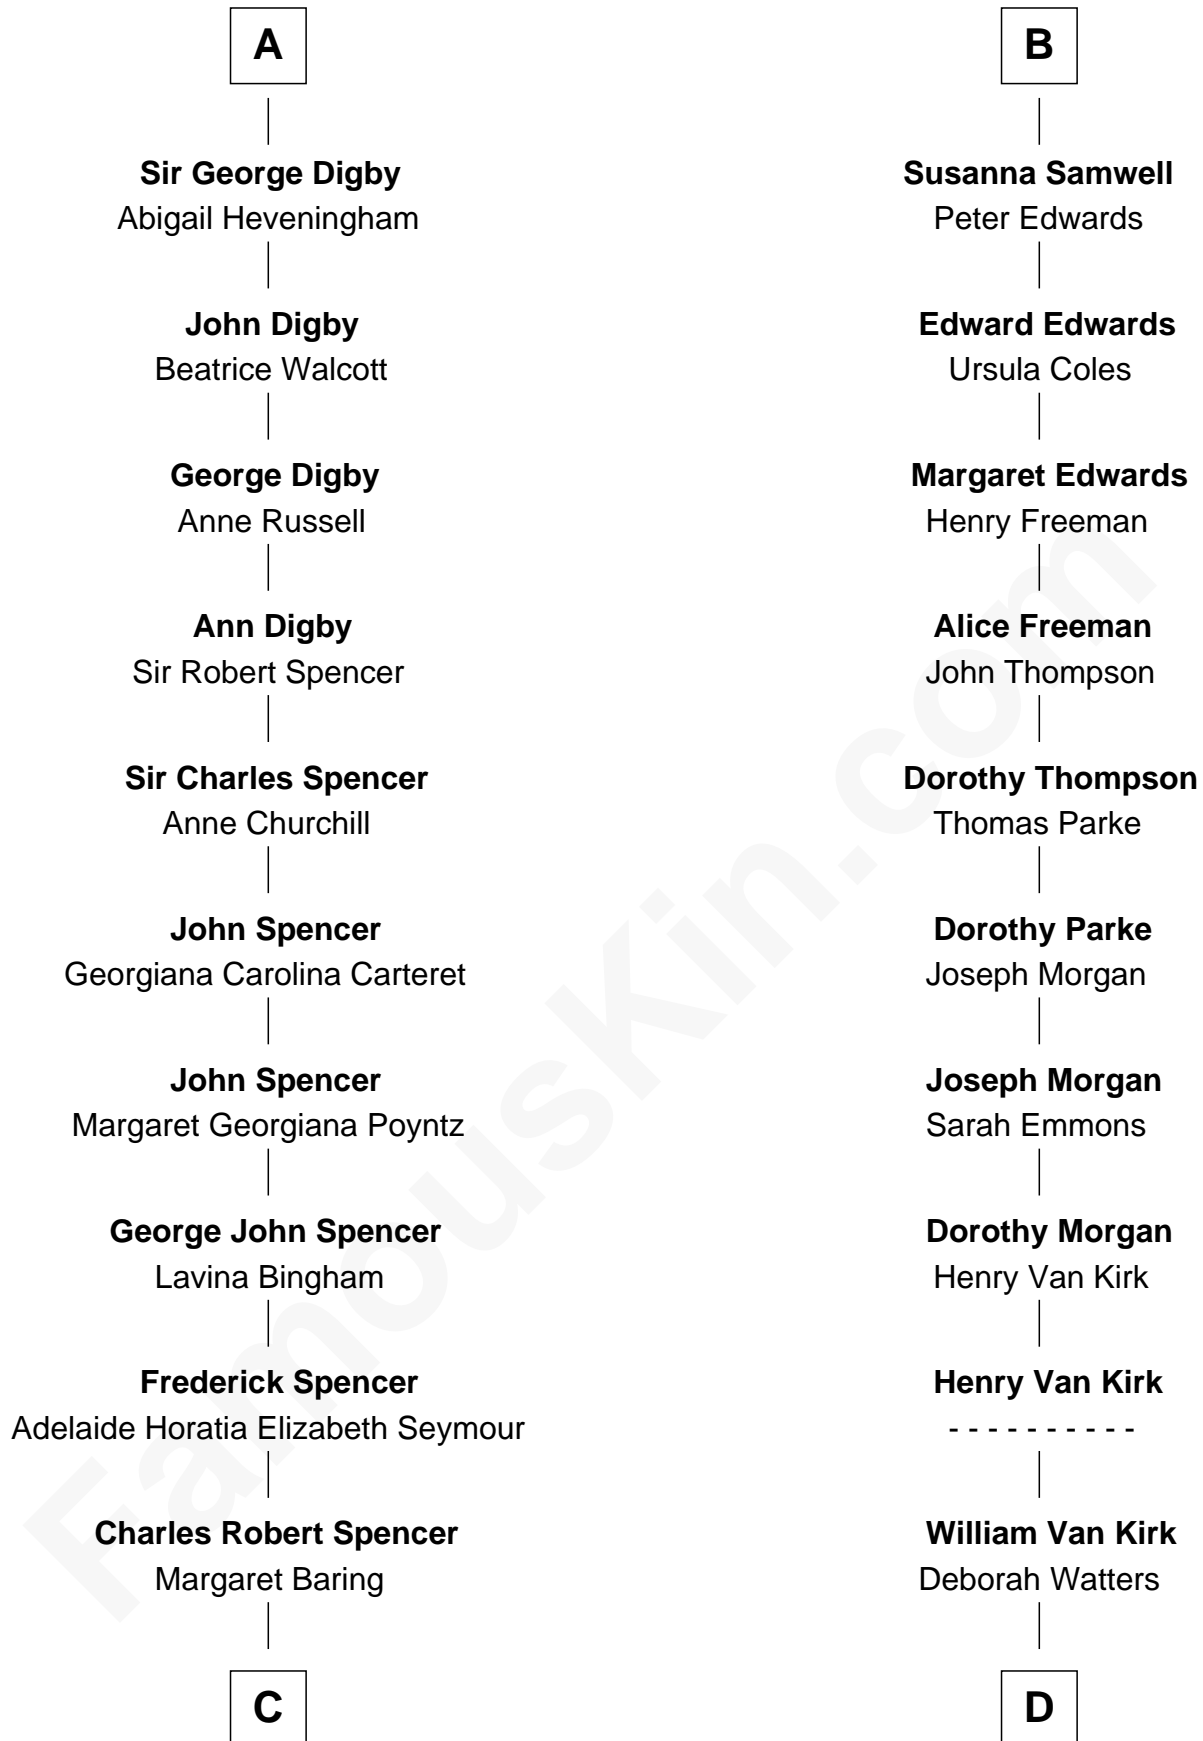 A
Sir George Digby
Abigail Heveningham
John Digby
Beatrice Walcott
George Digby
Anne Russell
Ann Digby
Sir Robert Spencer
Sir Charles Spencer
Anne Churchill
John Spencer
Georgiana Carolina Carteret
John Spencer
Margaret Georgiana Poyntz
George John Spencer
Lavina Bingham
Frederick Spencer
Adelaide Horatia Elizabeth Seymour
Charles Robert Spencer
Margaret Baring
C
B
Susanna Samwell
Peter Edwards
Edward Edwards
Ursula Coles
Margaret Edwards
Henry Freeman
Alice Freeman
John Thompson
Dorothy Thompson
Thomas Parke
Dorothy Parke
Joseph Morgan
Joseph Morgan
Sarah Emmons
Dorothy Morgan
Henry Van Kirk
Henry Van Kirk
- - - - - - - - - -
William Van Kirk
Deborah Watters
D
FamousKin.com